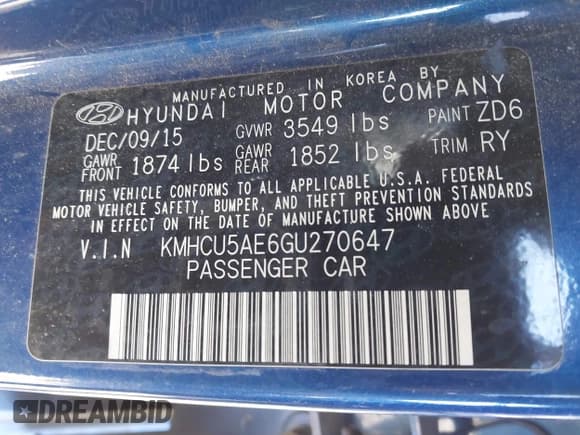 MANUFACTURED IN KOREA BY
HYUNDAI MOTOR COMPANY
DEC/09/15 GVWR 3549 lbs PAINT ZD6
GAWR FRONT 1874 lbs GAWR REAR 1852 lbs TRIM RY
THIS VEHICLE CONFORMS TO ALL APPLICABLE U.S.A. FEDERAL
MOTOR VEHICLE SAFETY, BUMPER, AND THEFT PREVENTION STANDARDS
IN EFFECT ON THE DATE OF MANUFACTURE SHOWN ABOVE
V.I.N KMHCU5AE6GU270647
PASSENGER CAR
DREAMBID